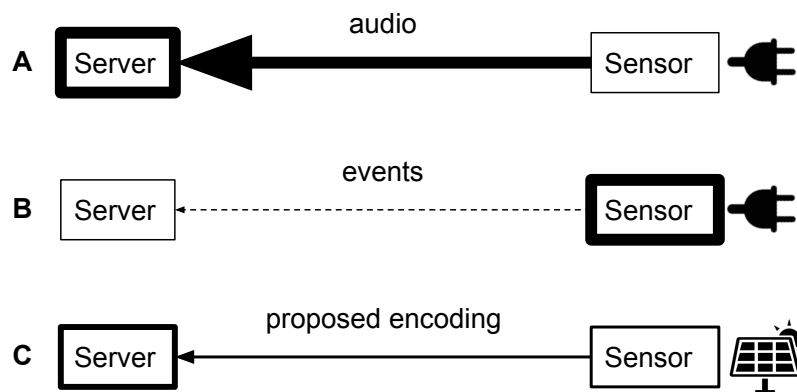 audio
A Server Sensor
events
B Server Sensor
proposed encoding
C Server Sensor